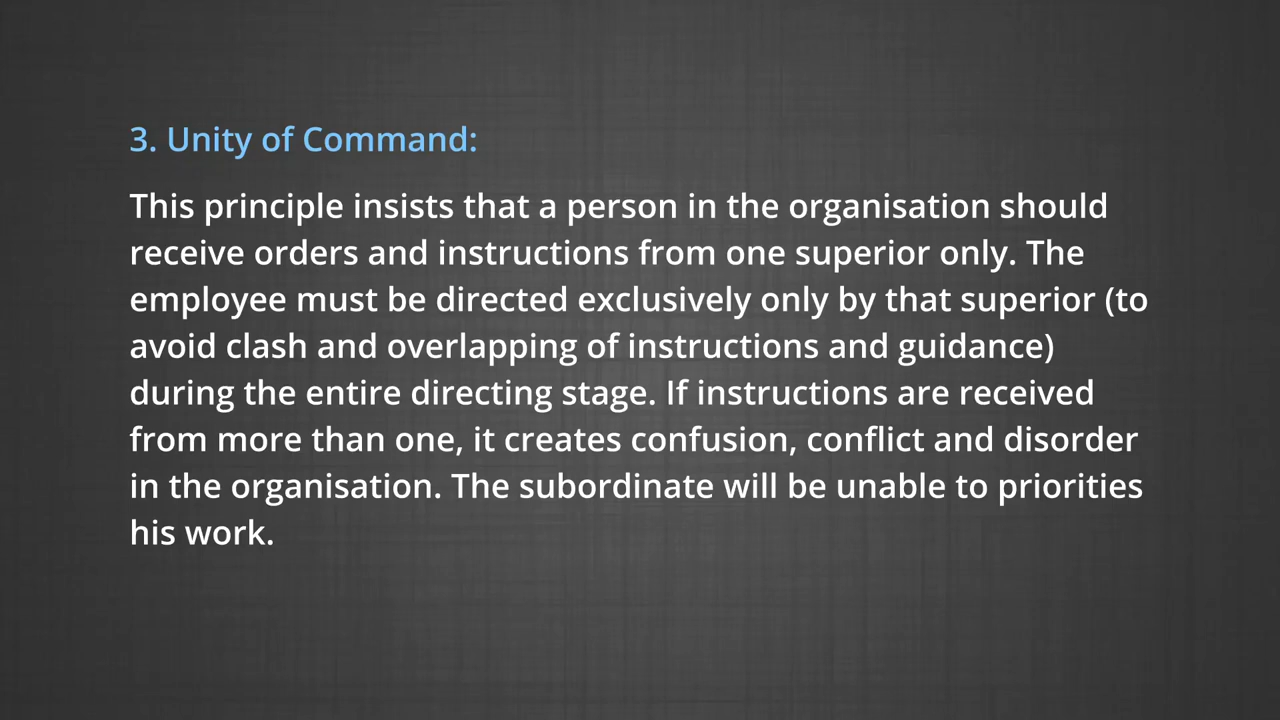 3. Unity of Command:
This principle insists that a person in the organisation should
receive orders and instructions from one superior only. The
employee must be directed exclusively only by that superior (to
avoid clash and overlapping of instructions and guidance)
during the entire directing stage. If instructions are received
from more than one, it creates confusion, conflict and disorder
in the organisation. The subordinate will be unable to priorities
his work.